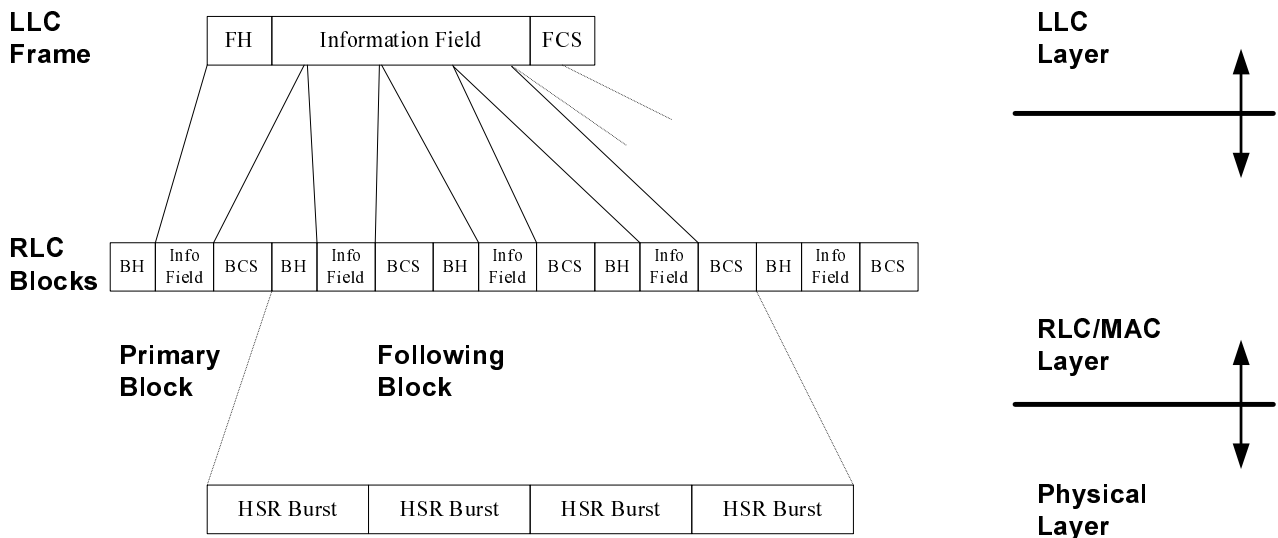 LLC
Frame
FH
Information Field
FCS
LLC
Layer
RLC
Blocks
BH
Info
Field
BCS
BH
Info
Field
BCS
BH
Info
Field
BCS
BH
Info
Field
BCS
BH
Info
Field
BCS
Primary
Block
Following
Block
RLC/MAC
Layer
HSR Burst
HSR Burst
HSR Burst
HSR Burst
Physical
Layer